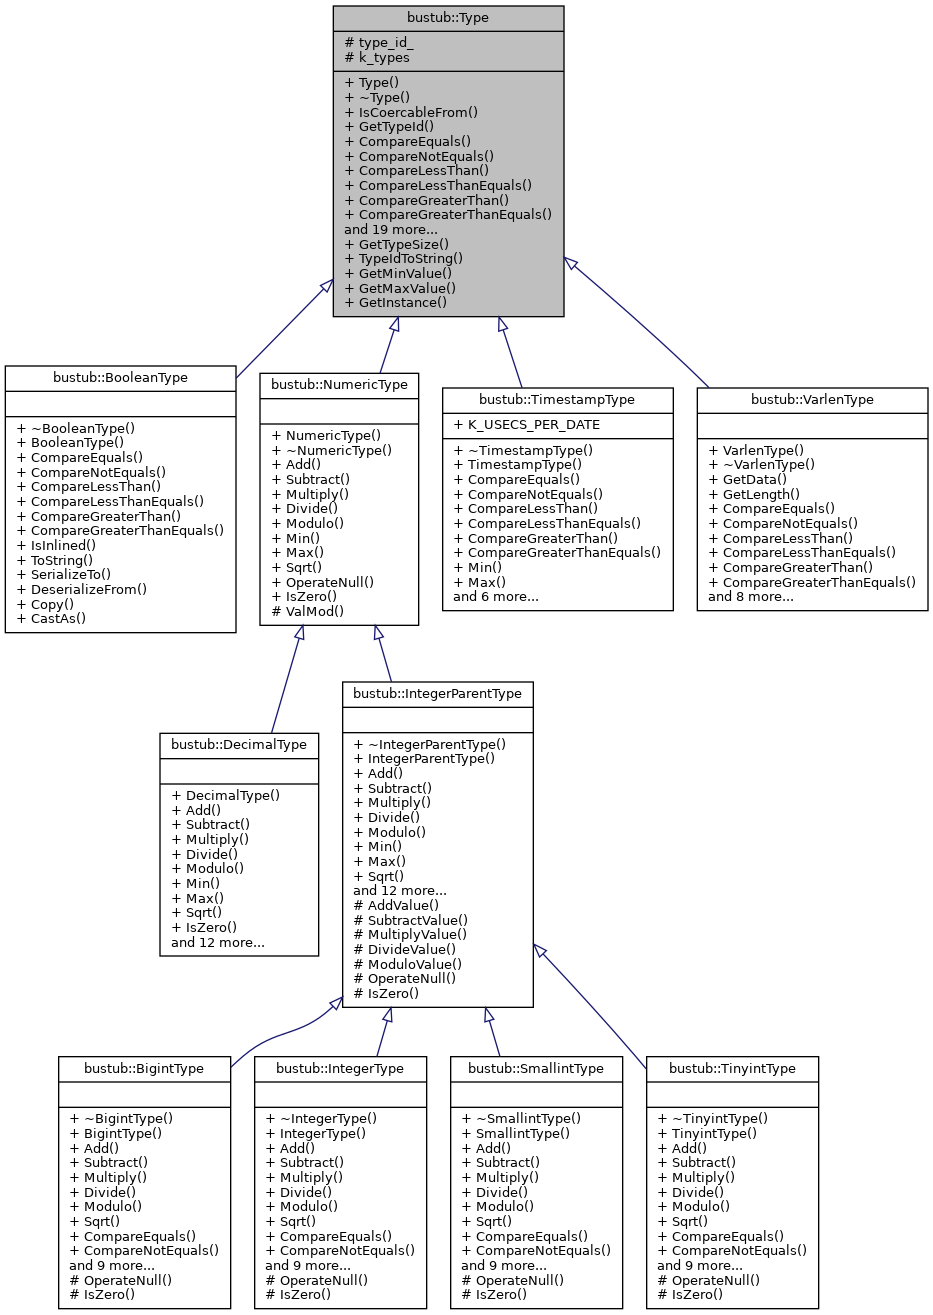 bustub::Type
# type_id_
# k_types
+ Type()
+ ~Type()
+ IsCoercableFrom()
+ GetTypeId()
+ CompareEquals()
+ CompareNotEquals()
+ CompareLessThan()
+ CompareLessThanEquals()
+ CompareGreaterThan()
+ CompareGreaterThanEquals()
and 19 more...
+ GetTypeSize()
+ TypeIdToString()
+ GetMinValue()
+ GetMaxValue()
+ GetInstance()
bustub::BooleanType
+ ~BooleanType()
+ BooleanType()
+ CompareEquals()
+ CompareNotEquals()
+ CompareLessThan()
+ CompareLessThanEquals()
+ CompareGreaterThan()
+ CompareGreaterThanEquals()
+ IsInlined()
+ ToString()
+ SerializeTo()
+ DeserializeFrom()
+ Copy()
+ CastAs()
bustub::NumericType
+ NumericType()
+ ~NumericType()
+ Add()
+ Subtract()
+ Multiply()
+ Divide()
+ Modulo()
+ Min()
+ Max()
+ Sqrt()
+ OperateNull()
+ IsZero()
# ValMod()
bustub::TimestampType
+ K_USECS_PER_DATE
+ ~TimestampType()
+ TimestampType()
+ CompareEquals()
+ CompareNotEquals()
+ CompareLessThan()
+ CompareLessThanEquals()
+ CompareGreaterThan()
+ CompareGreaterThanEquals()
+ Min()
+ Max()
and 6 more...
bustub::VarlenType
+ VarlenType()
+ ~VarlenType()
+ GetData()
+ GetLength()
+ CompareEquals()
+ CompareNotEquals()
+ CompareLessThan()
+ CompareLessThanEquals()
+ CompareGreaterThan()
+ CompareGreaterThanEquals()
and 8 more...
bustub::DecimalType
+ DecimalType()
+ Add()
+ Subtract()
+ Multiply()
+ Divide()
+ Modulo()
+ Min()
+ Max()
+ Sqrt()
+ IsZero()
and 12 more...
bustub::IntegerParentType
+ ~IntegerParentType()
+ IntegerParentType()
+ Add()
+ Subtract()
+ Multiply()
+ Divide()
+ Modulo()
+ Min()
+ Max()
+ Sqrt()
and 12 more...
# AddValue()
# SubtractValue()
# MultiplyValue()
# DivideValue()
# ModuloValue()
# OperateNull()
# IsZero()
bustub::BigintType
+ ~BigintType()
+ BigintType()
+ Add()
+ Subtract()
+ Multiply()
+ Divide()
+ Modulo()
+ Sqrt()
+ CompareEquals()
+ CompareNotEquals()
and 9 more...
# OperateNull()
# IsZero()
bustub::IntegerType
+ ~IntegerType()
+ IntegerType()
+ Add()
+ Subtract()
+ Multiply()
+ Divide()
+ Modulo()
+ Sqrt()
+ CompareEquals()
+ CompareNotEquals()
and 9 more...
# OperateNull()
# IsZero()
bustub::SmallintType
+ ~SmallintType()
+ SmallintType()
+ Add()
+ Subtract()
+ Multiply()
+ Divide()
+ Modulo()
+ Sqrt()
+ CompareEquals()
+ CompareNotEquals()
and 9 more...
# OperateNull()
# IsZero()
bustub::TinyintType
+ ~TinyintType()
+ TinyintType()
+ Add()
+ Subtract()
+ Multiply()
+ Divide()
+ Modulo()
+ Sqrt()
+ CompareEquals()
+ CompareNotEquals()
and 9 more...
# OperateNull()
# IsZero()